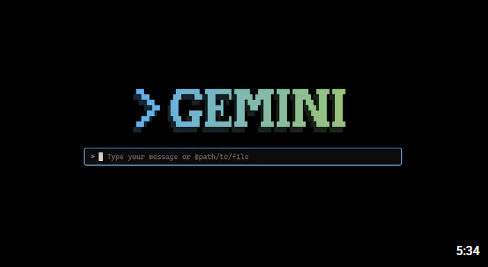 >GEMINI
> Type your message or @path/to/file
5:34